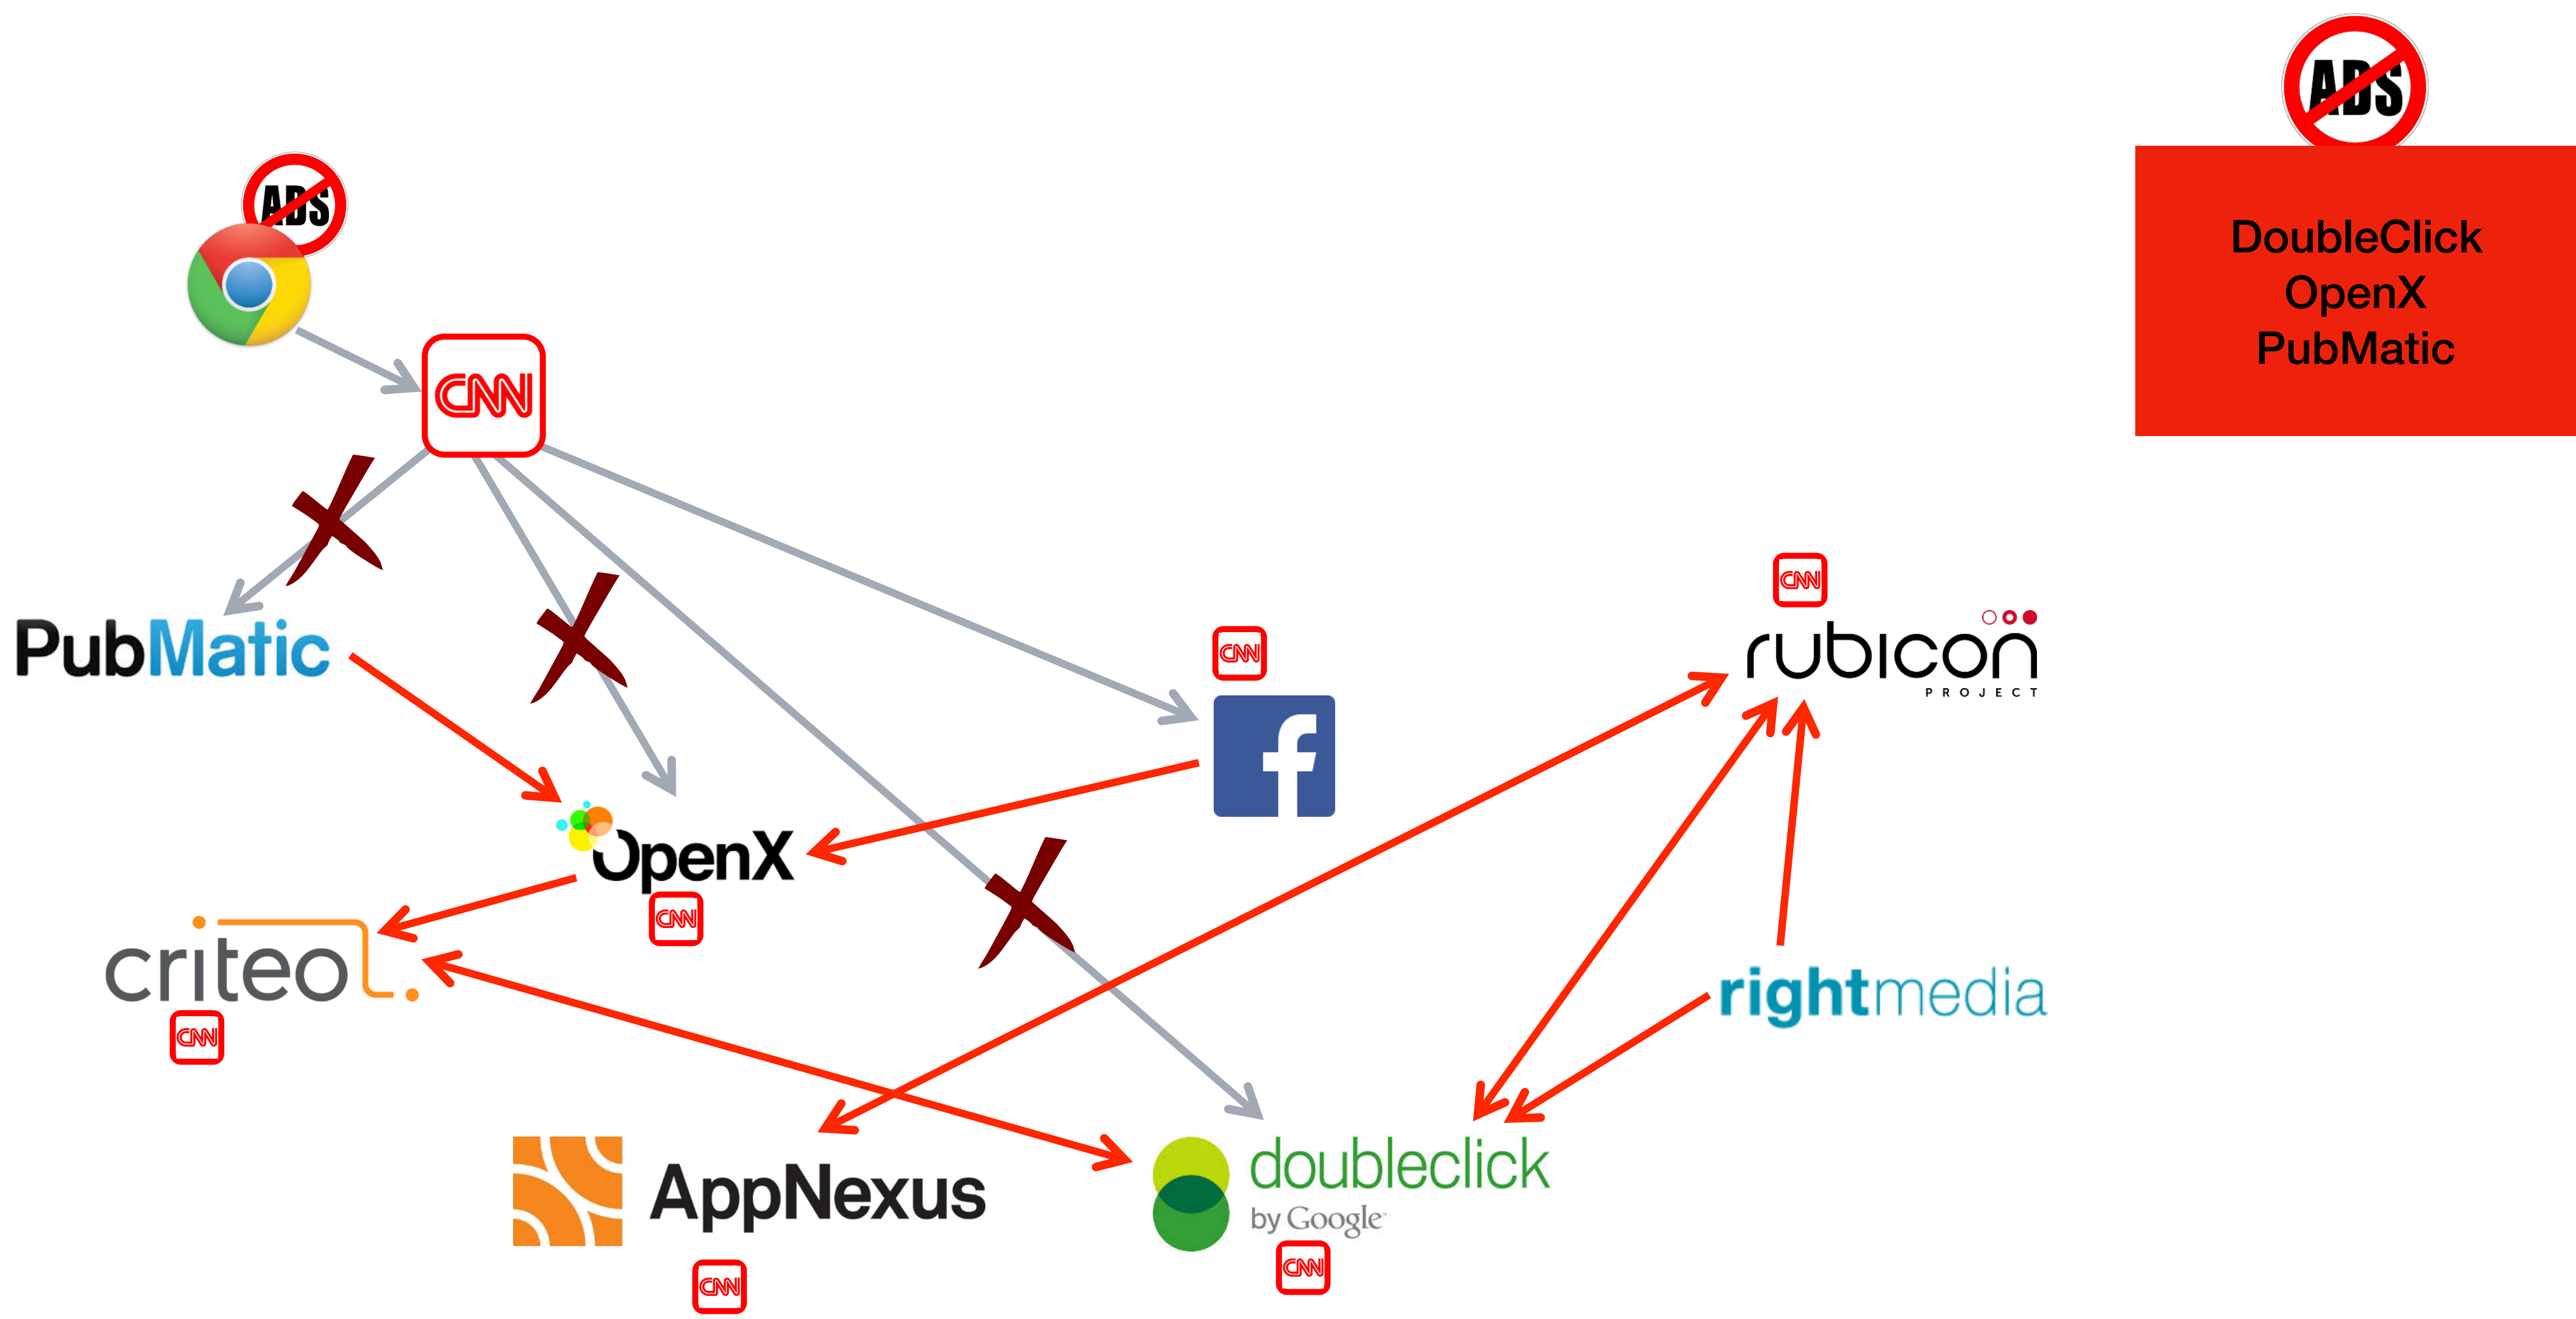 ADS
DoubleClick
OpenX
PubMatic
ADS
CNN
CNN
CNN
rubicon
PROJECT
PubMatic
f
OpenX
CNN
criteo
CNN
rightmedia
AppNexus
doubleclick
by Google
CNN
CNN